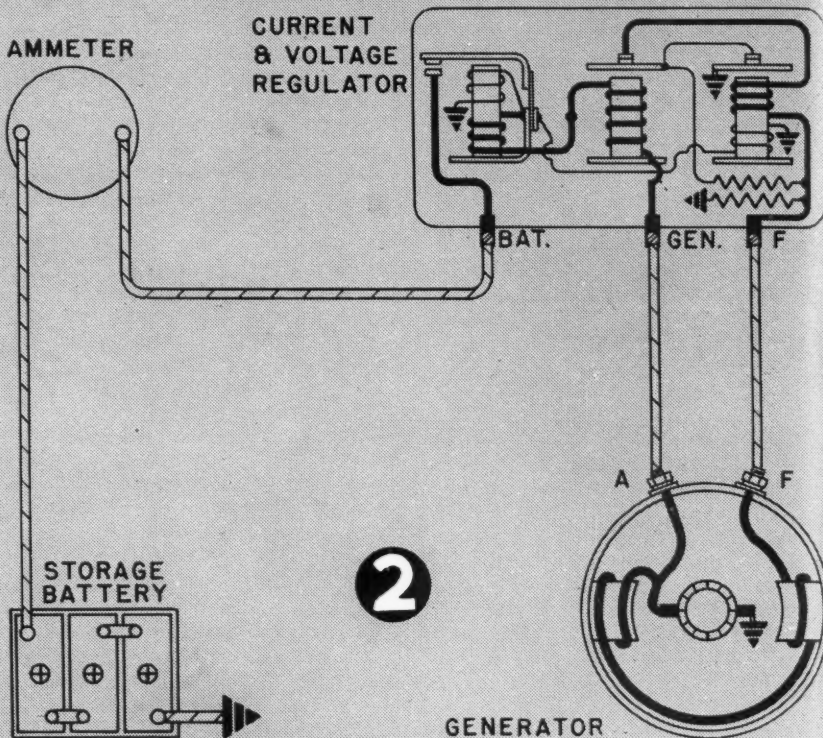 AMMETER
CURRENT
& VOLTAGE
REGULATOR
BAT.
GEN.
F
A
F
STORAGE
BATTERY
2
GENERATOR